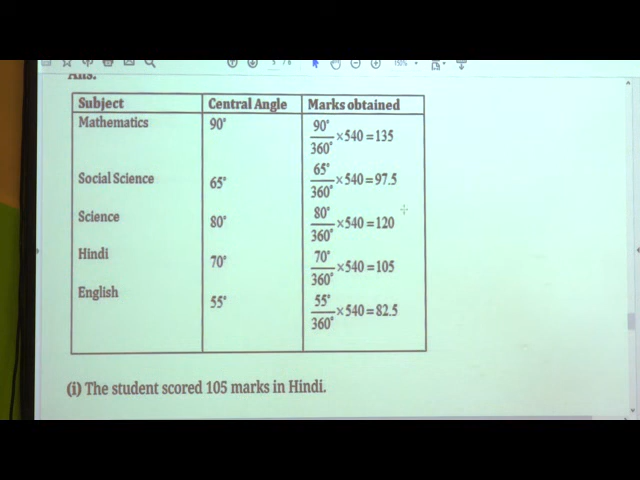 Ans.
Subject Central Angle Marks obtained
Mathematics 90° 90°/360° ×540=135
Social Science 65° 65°/360° ×540=97.5
Science 80° 80°/360° ×540=120
Hindi 70° 70°/360° ×540=105
English 55° 55°/360° ×540=82.5
(i) The student scored 105 marks in Hindi.